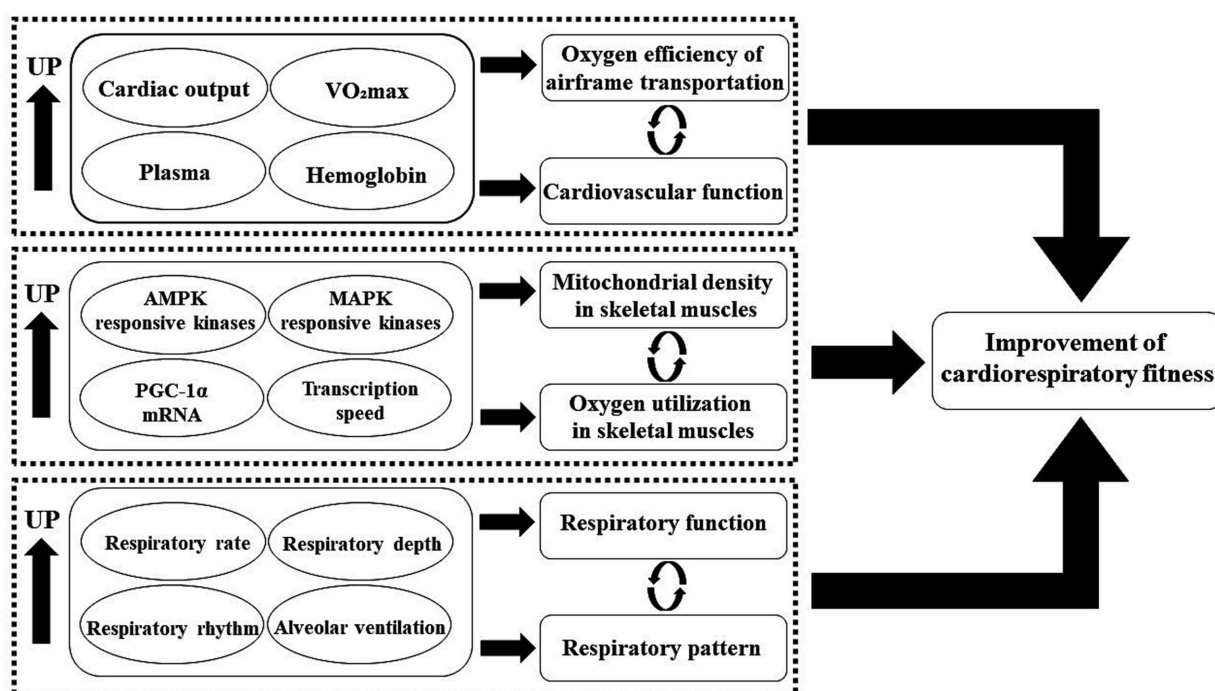 UP
Cardiac output
VO₂max
Plasma
Hemoglobin
Oxygen efficiency of
airframe transportation
Cardiovascular function
UP
AMPK
responsive kinases
MAPK
responsive kinases
PGC-1α
mRNA
Transcription
speed
Mitochondrial density
in skeletal muscles
Oxygen utilization
in skeletal muscles
UP
Respiratory rate
Respiratory depth
Respiratory rhythm
Alveolar ventilation
Respiratory function
Respiratory pattern
Improvement of
cardiorespiratory fitness